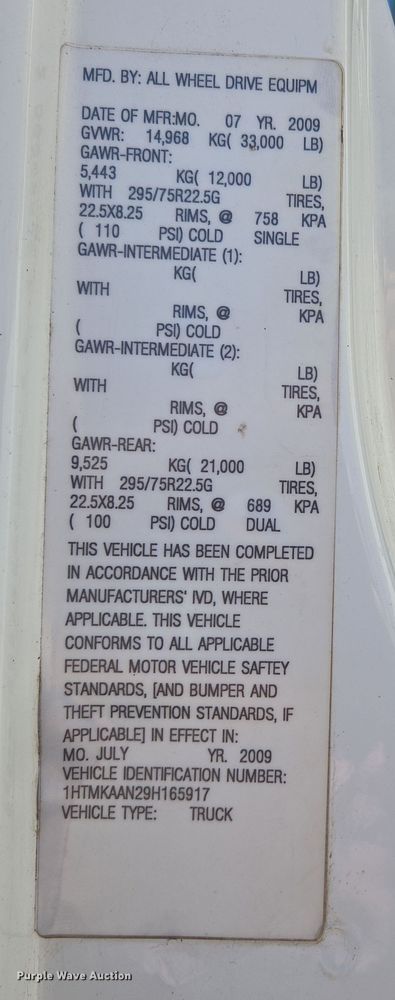 MFD. BY: ALL WHEEL DRIVE EQUIPM
DATE OF MFR:MO. 07 YR. 2009
GVWR: 14,968 KG( 33,000 LB)
GAWR-FRONT:
5,443 KG( 12,000 LB)
WITH 295/75R22.5G TIRES,
22.5X8.25 RIMS, @ 758 KPA
( 110 PSI) COLD SINGLE
GAWR-INTERMEDIATE (1):
KG( LB)
WITH TIRES,
RIMS, @ KPA
( PSI) COLD
GAWR-INTERMEDIATE (2):
KG( LB)
WITH TIRES,
RIMS, @ KPA
( PSI) COLD
GAWR-REAR:
9,525 KG( 21,000 LB)
WITH 295/75R22.5G TIRES,
22.5X8.25 RIMS, @ 689 KPA
( 100 PSI) COLD DUAL
THIS VEHICLE HAS BEEN COMPLETED
IN ACCORDANCE WITH THE PRIOR
MANUFACTURERS' IVD, WHERE
APPLICABLE. THIS VEHICLE
CONFORMS TO ALL APPLICABLE
FEDERAL MOTOR VEHICLE SAFTEY
STANDARDS, [AND BUMPER AND
THEFT PREVENTION STANDARDS, IF
APPLICABLE] IN EFFECT IN:
MO. JULY YR. 2009
VEHICLE IDENTIFICATION NUMBER:
1HTMKAAN29H165917
VEHICLE TYPE: TRUCK
Purple Wave Auction